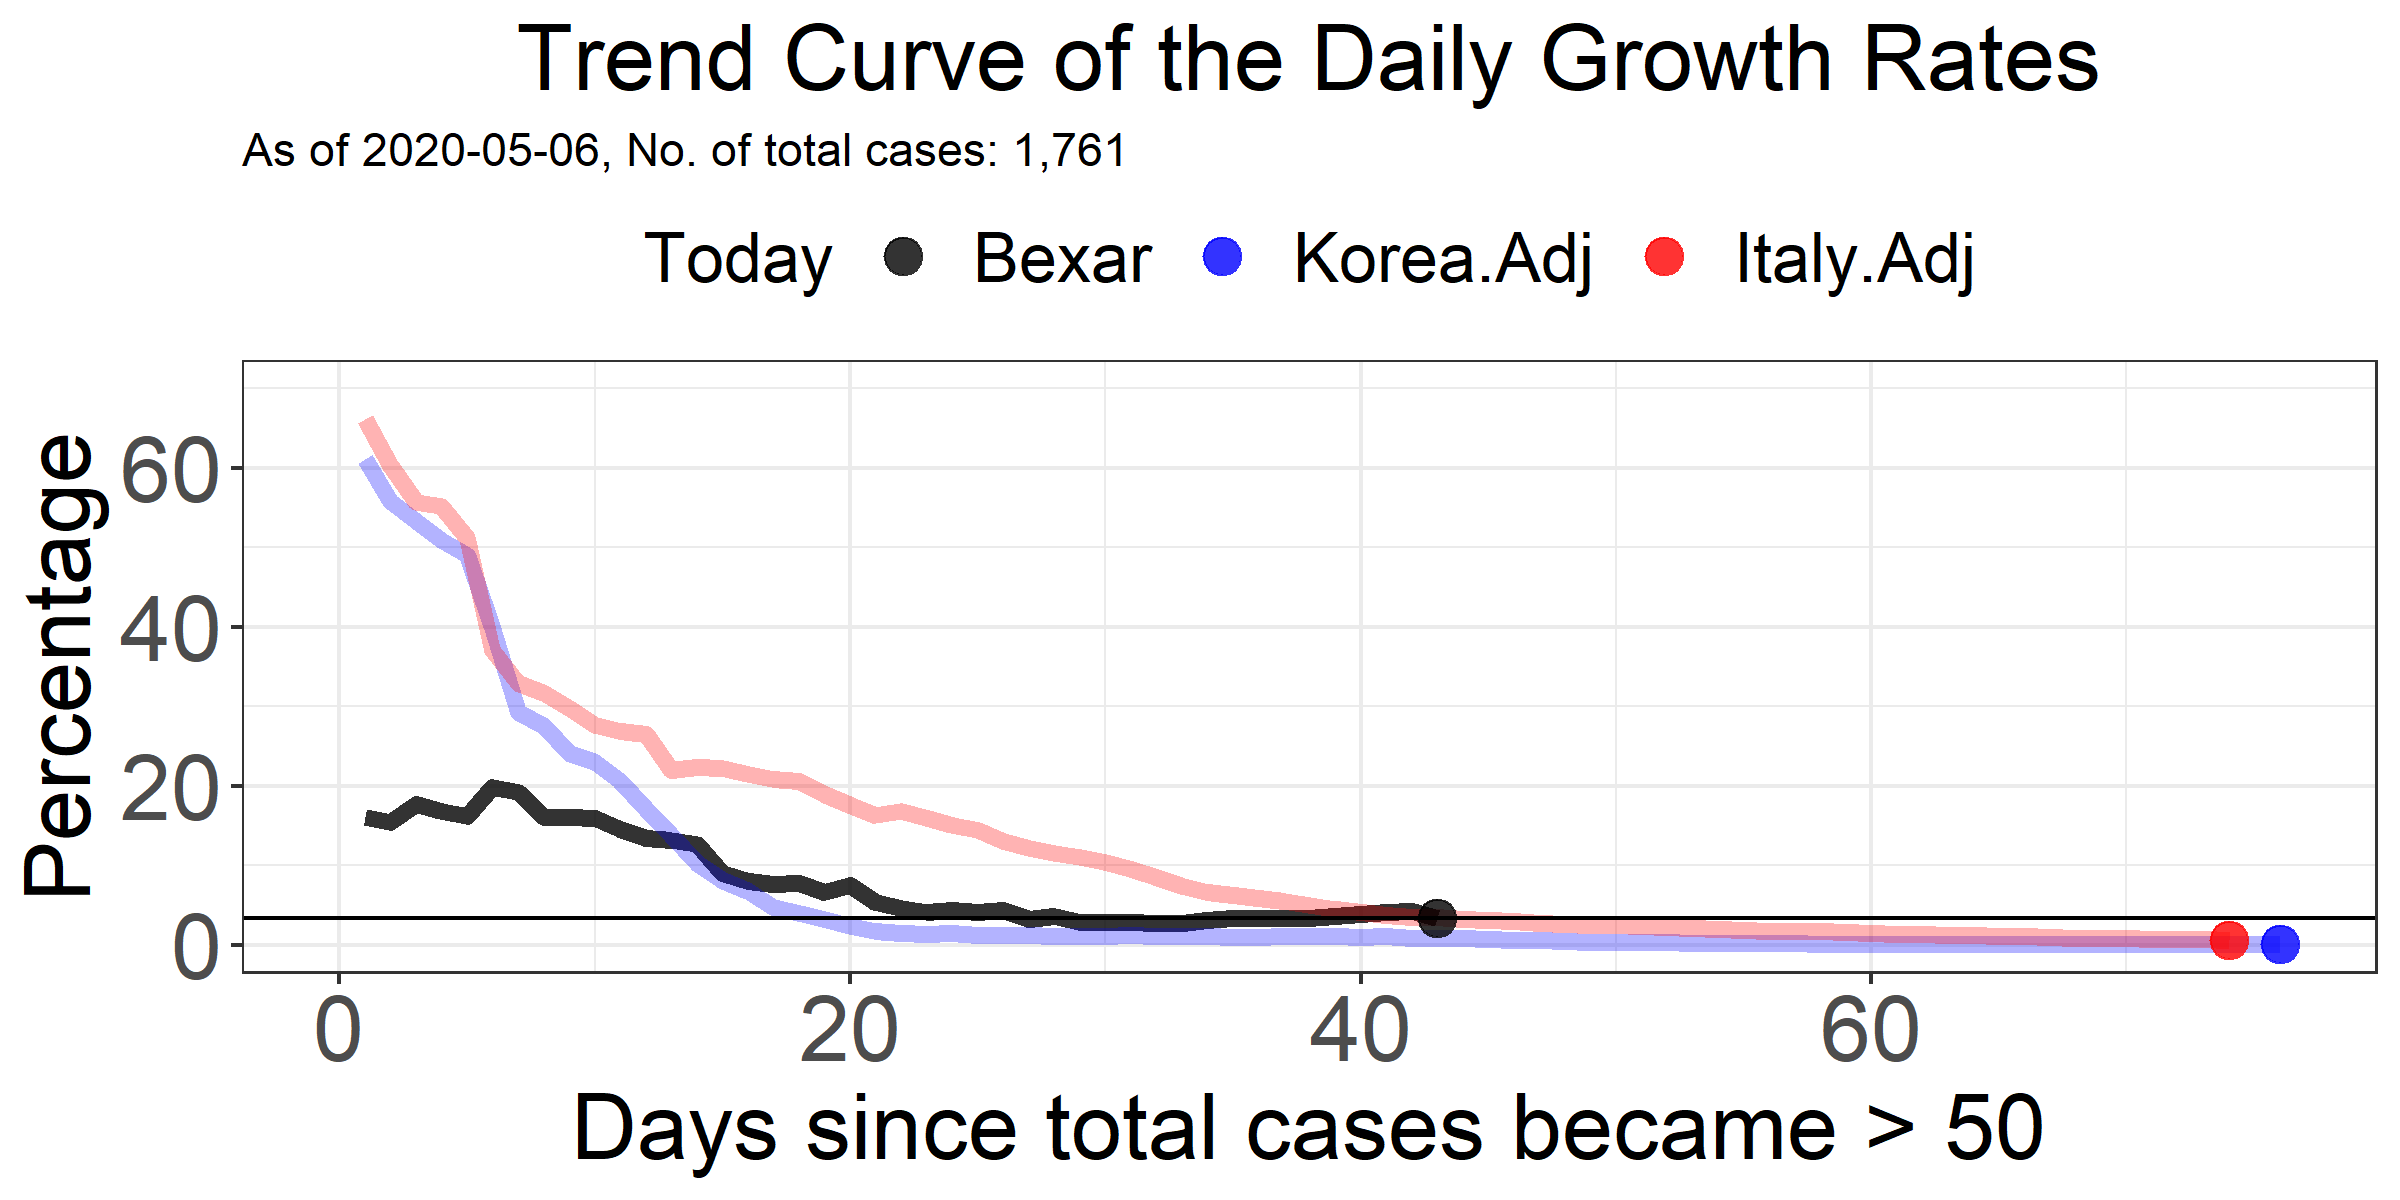 Trend Curve of the Daily Growth Rates
As of 2020-05-06, No. of total cases: 1,761
Today Bexar Korea.Adj Italy.Adj
Percentage
60
40
20
0
0 20 40 60
Days since total cases became > 50